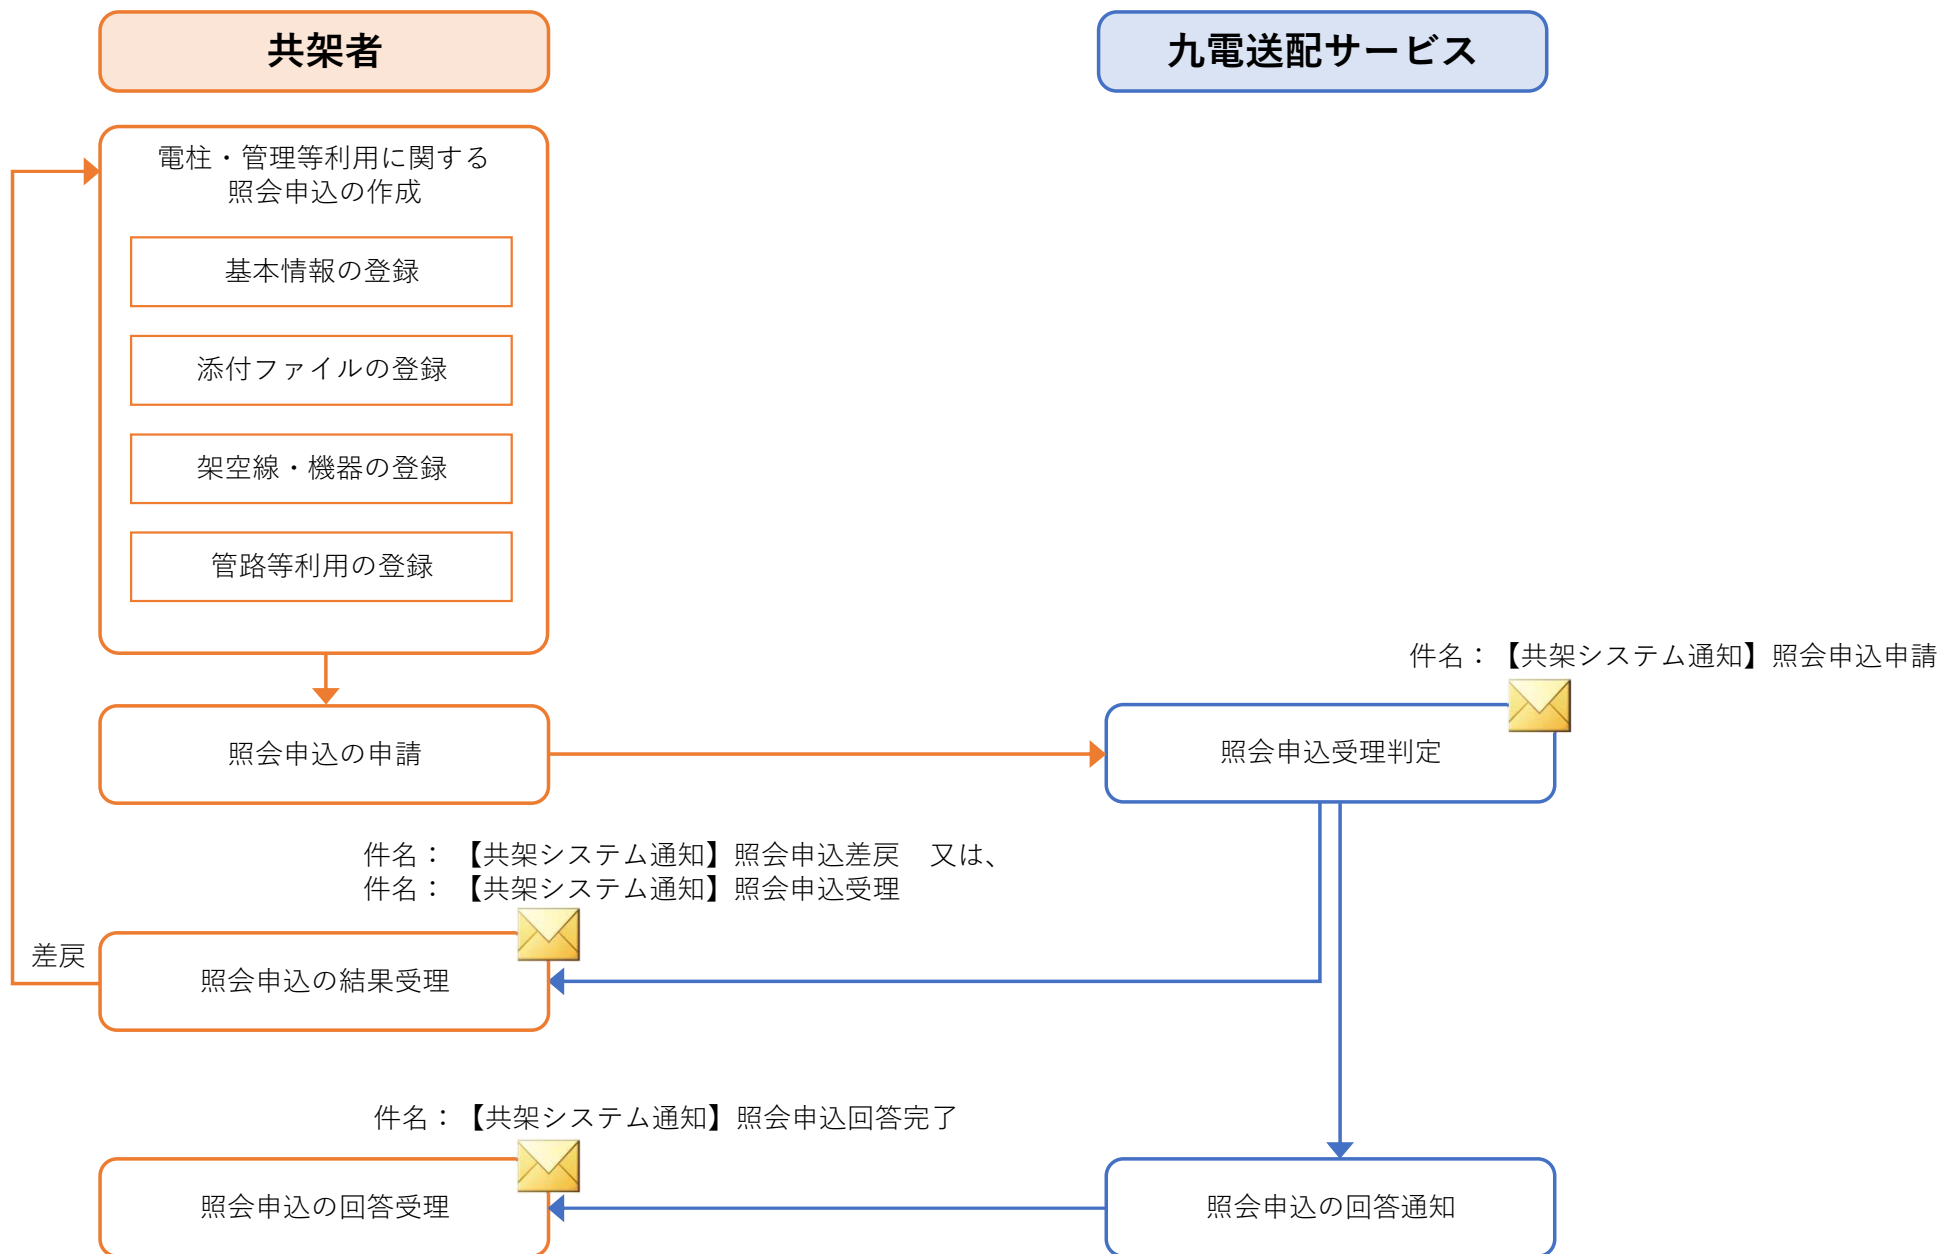 共架者
九電送配サービス
電柱・管理等利用に関する
照会申込の作成
基本情報の登録
添付ファイルの登録
架空線・機器の登録
管路等利用の登録
件名：【共架システム通知】照会申込申請
照会申込の申請
照会申込受理判定
件名： 【共架システム通知】照会申込差戻　又は、
件名： 【共架システム通知】照会申込受理
差戻
照会申込の結果受理
件名：【共架システム通知】照会申込回答完了
照会申込の回答受理
照会申込の回答通知